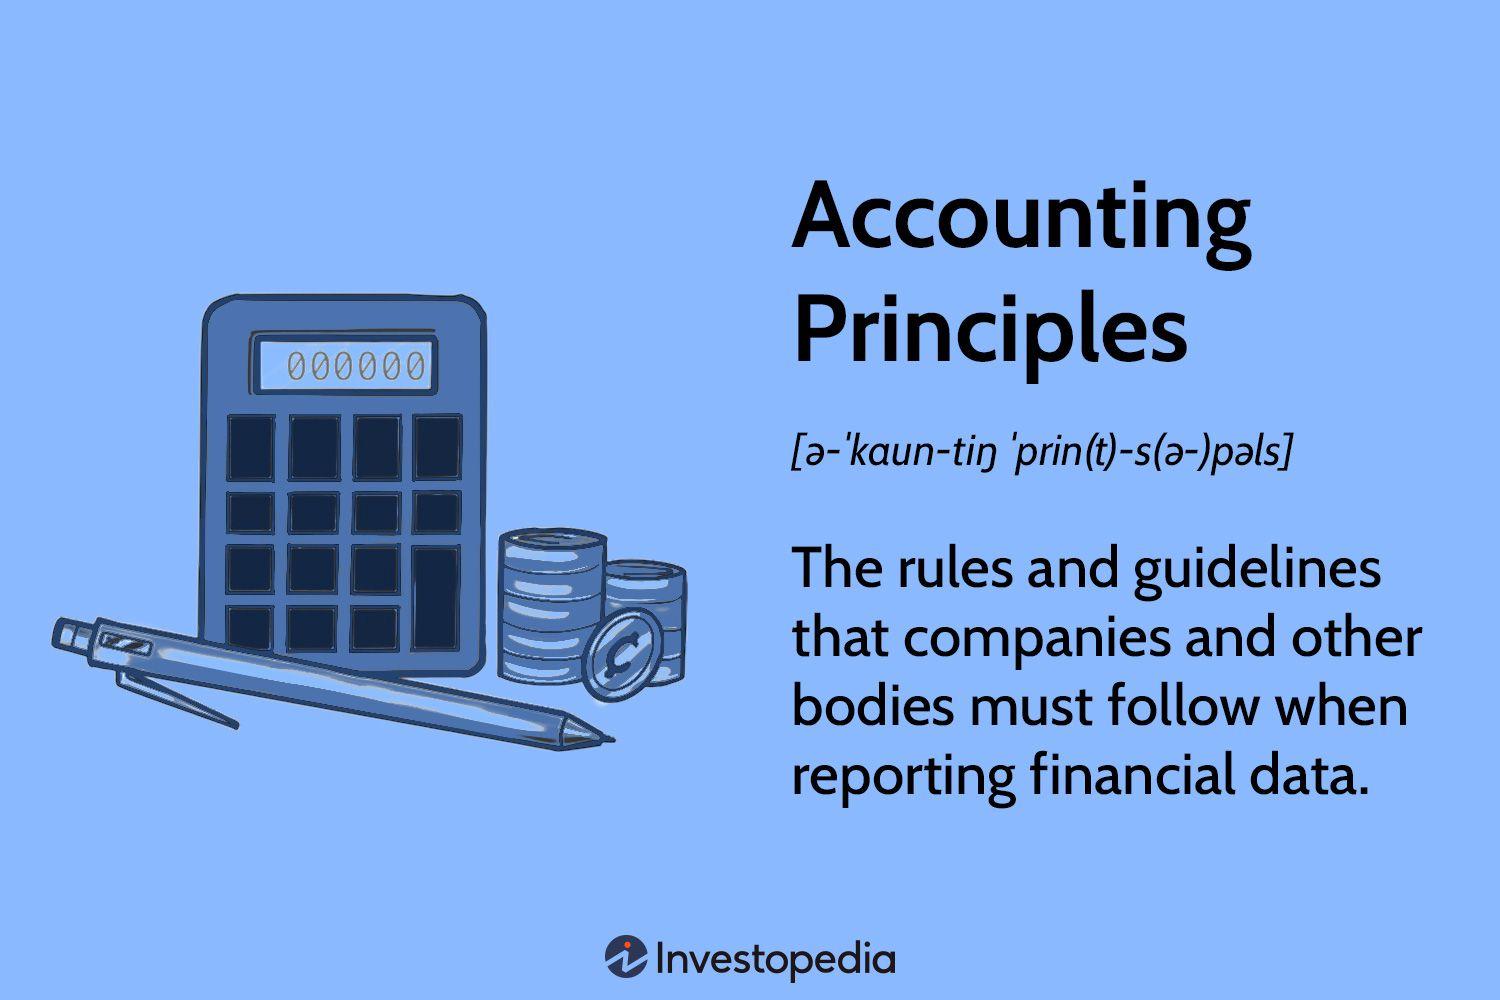 000000
Accounting
Principles
[ə-ˈkau̇n-tiŋ ˈprin(t)-s(ə-)pəls]
The rules and guidelines
that companies and other
bodies must follow when
reporting financial data.
Investopedia